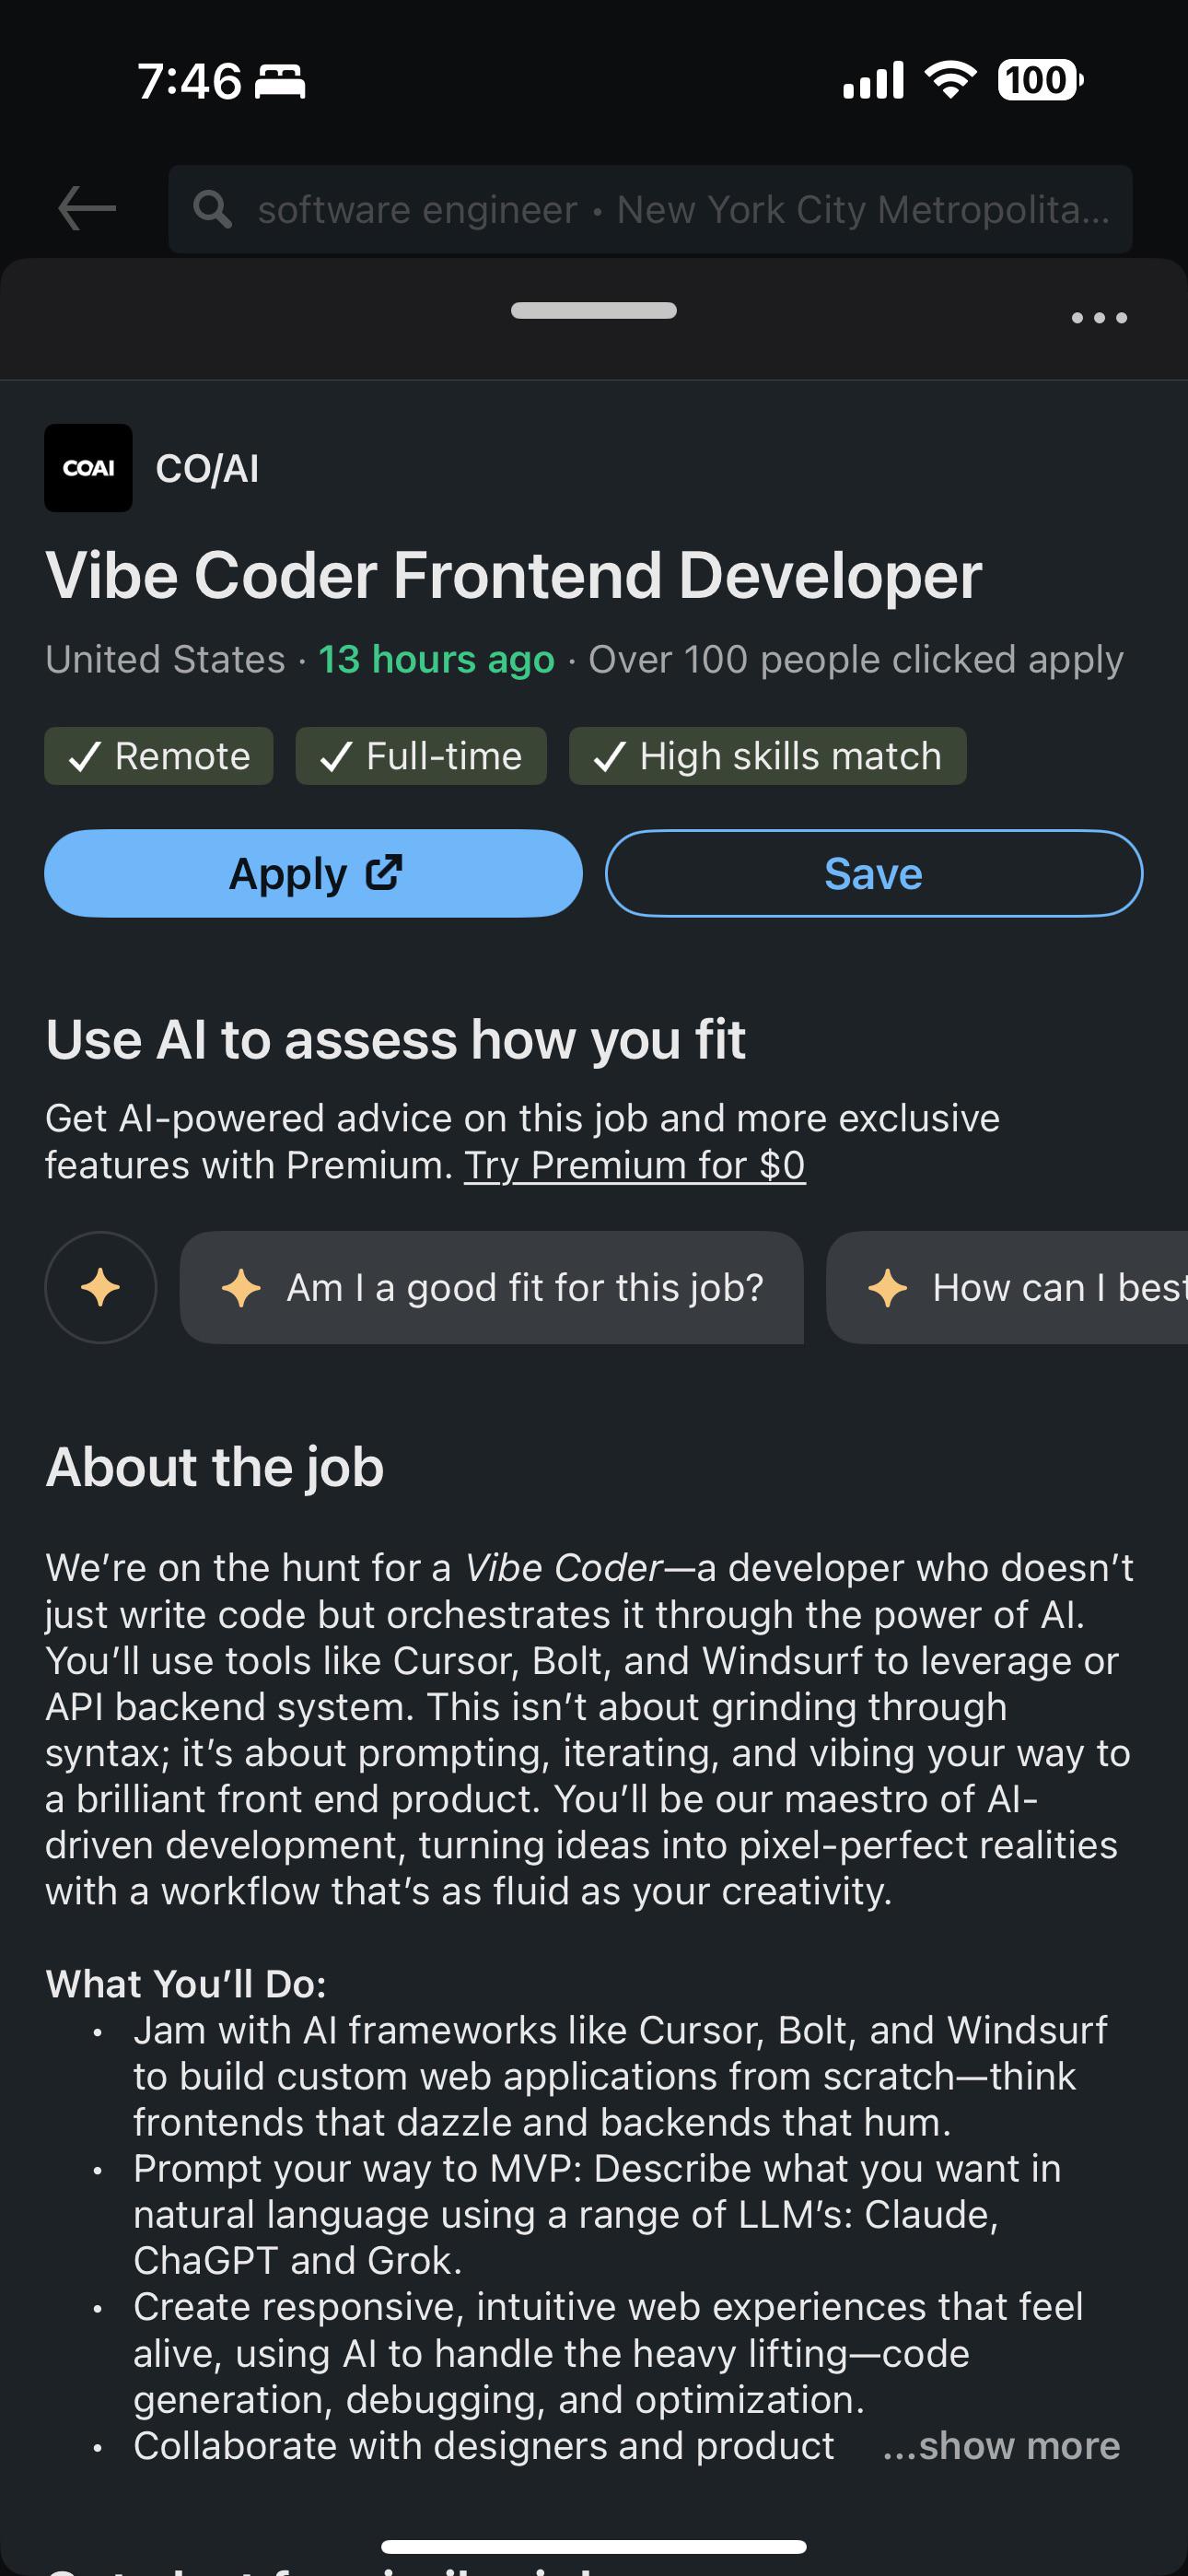 7:46
100
software engineer • New York City Metropolita...
COAI
CO/AI
Vibe Coder Frontend Developer
United States · 13 hours ago · Over 100 people clicked apply
Remote
Full-time
High skills match
Apply
Save
Use AI to assess how you fit
Get AI-powered advice on this job and more exclusive
features with Premium. Try Premium for $0
Am I a good fit for this job?
How can I best
About the job
We’re on the hunt for a Vibe Coder—a developer who doesn’t
just write code but orchestrates it through the power of AI.
You’ll use tools like Cursor, Bolt, and Windsurf to leverage or
API backend system. This isn’t about grinding through
syntax; it’s about prompting, iterating, and vibing your way to
a brilliant front end product. You’ll be our maestro of AI-
driven development, turning ideas into pixel-perfect realities
with a workflow that’s as fluid as your creativity.
What You’ll Do:
• Jam with AI frameworks like Cursor, Bolt, and Windsurf
to build custom web applications from scratch—think
frontends that dazzle and backends that hum.
• Prompt your way to MVP: Describe what you want in
natural language using a range of LLM’s: Claude,
ChaGPT and Grok.
• Create responsive, intuitive web experiences that feel
alive, using AI to handle the heavy lifting—code
generation, debugging, and optimization.
• Collaborate with designers and product ...show more